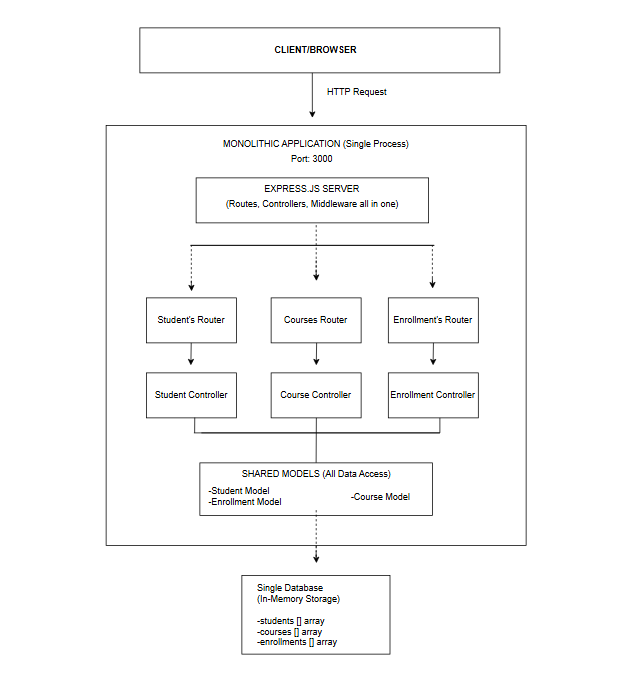 CLIENT/BROWSER
HTTP Request
MONOLITHIC APPLICATION (Single Process)
Port: 3000
EXPRESS.JS SERVER
(Routes, Controllers, Middleware all in one)
Student's Router
Courses Router
Enrollment's Router
Student Controller
Course Controller
Enrollment Controller
SHARED MODELS (All Data Access)
-Student Model
-Enrollment Model
-Course Model
Single Database
(In-Memory Storage)
-students [] array
-courses [] array
-enrollments [] array